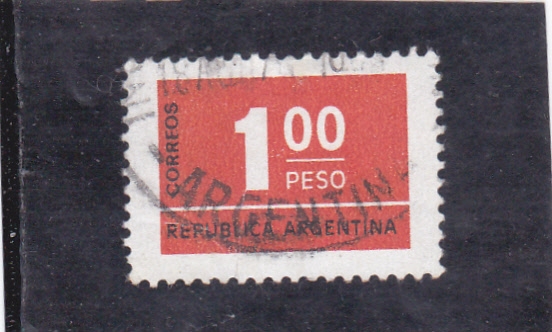 CORREOS
1 00
PESO
REPUBLICA ARGENTINA
ARGENTINA